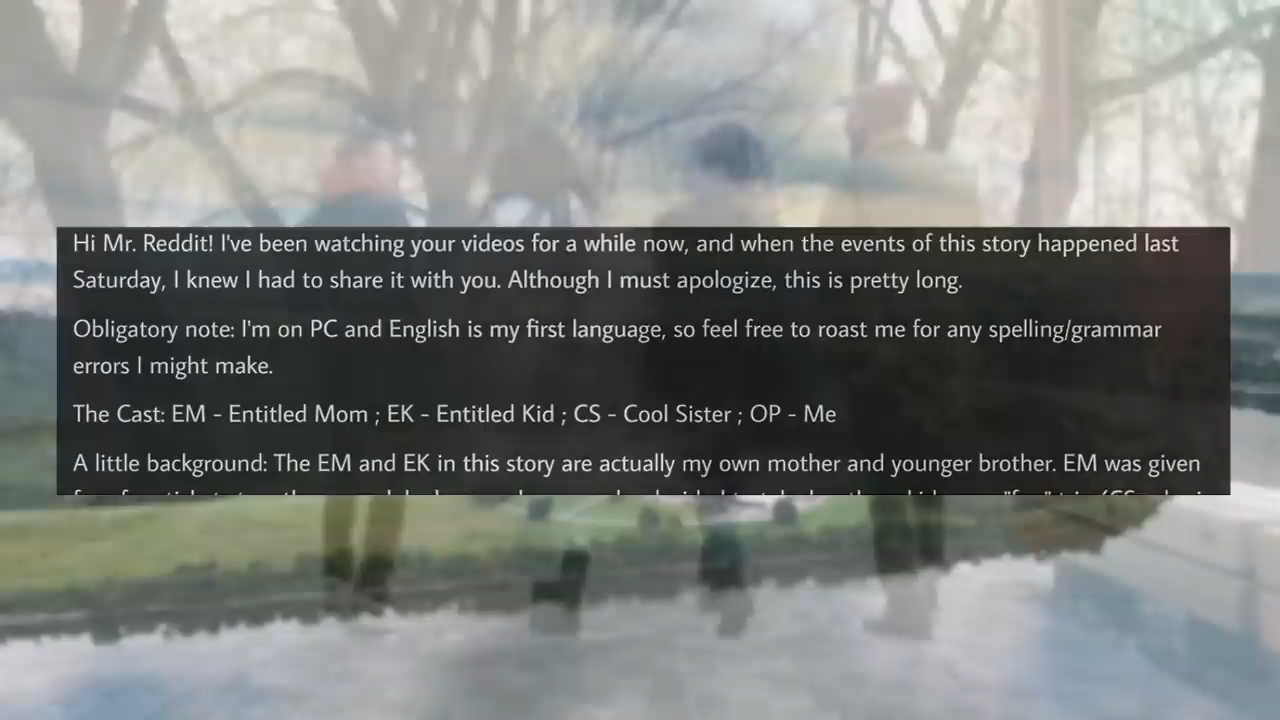 Hi Mr. Reddit! I've been watching your videos for a while now, and when the events of this story happened last
Saturday, I knew I had to share it with you. Although I must apologize, this is pretty long.
Obligatory note: I'm on PC and English is my first language, so feel free to roast me for any spelling/grammar
errors I might make.
The Cast: EM - Entitled Mom ; EK - Entitled Kid ; CS - Cool Sister ; OP - Me
A little background: The EM and EK in this story are actually my own mother and younger brother. EM was given